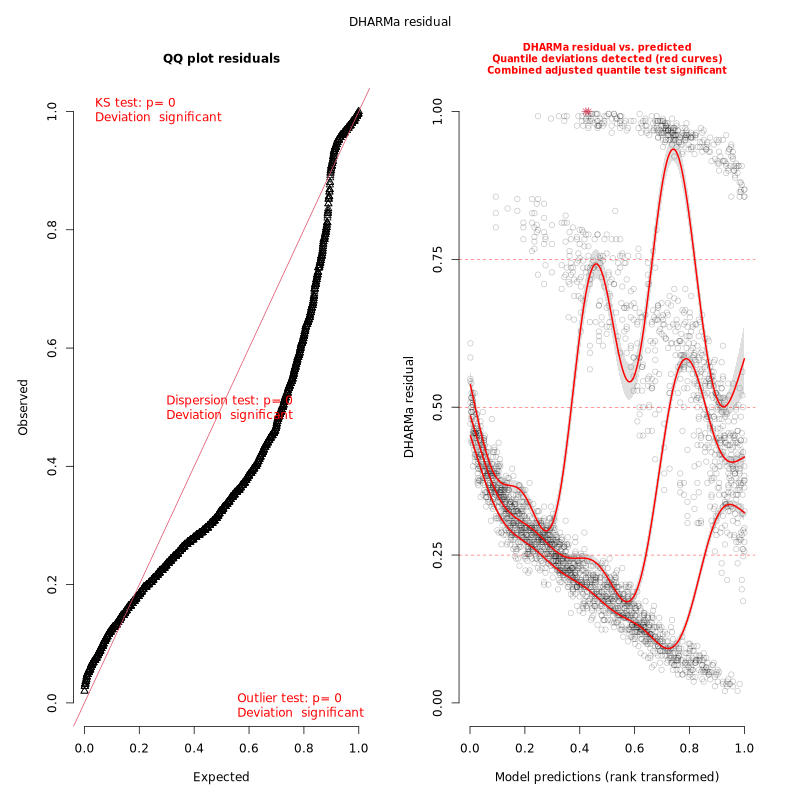 DHARMa residual
QQ plot residuals
KS test: p= 0
Deviation significant
Dispersion test: p= 0
Deviation significant
Outlier test: p= 0
Deviation significant
Observed
0.0
0.2
0.4
0.6
0.8
1.0
0.0 0.2 0.4 0.6 0.8 1.0
Expected
DHARMa residual vs. predicted
Quantile deviations detected (red curves)
Combined adjusted quantile test significant
DHARMa residual
0.00
0.25
0.50
0.75
1.00
0.0 0.2 0.4 0.6 0.8 1.0
Model predictions (rank transformed)